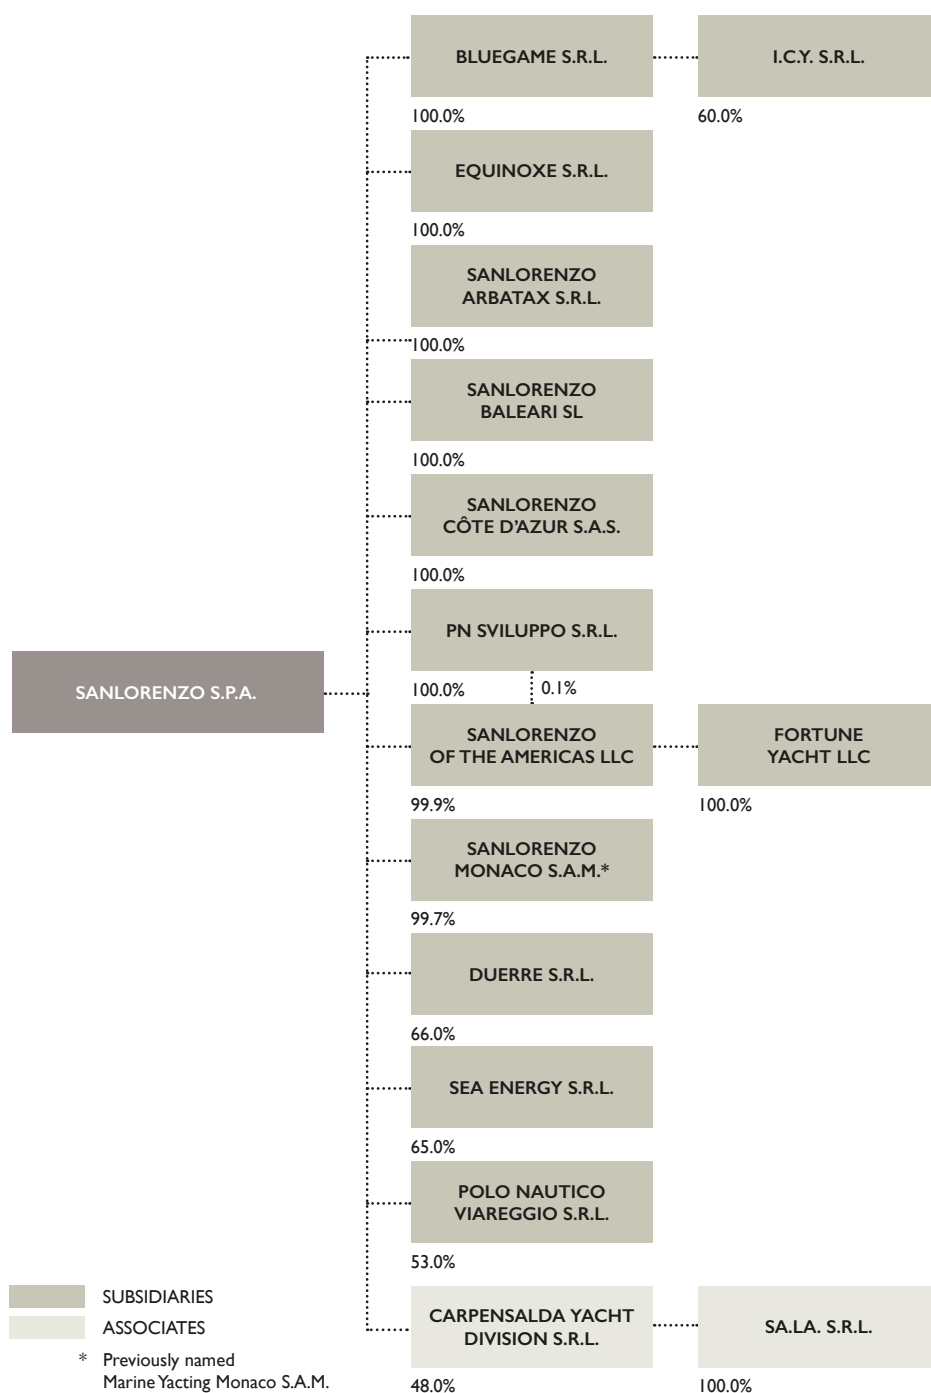 BLUEGAME S.R.L.
I.C.Y. S.R.L.
100.0%
60.0%
EQUINOXE S.R.L.
100.0%
SANLORENZO
ARBATAX S.R.L.
100.0%
SANLORENZO
BALEARI SL
100.0%
SANLORENZO
CÔTE D'AZUR S.A.S.
100.0%
PN SVILUPPO S.R.L.
SANLORENZO S.P.A.
100.0%
0.1%
SANLORENZO
OF THE AMERICAS LLC
FORTUNE
YACHT LLC
99.9%
100.0%
SANLORENZO
MONACO S.A.M.*
99.7%
DUERRE S.R.L.
66.0%
SEA ENERGY S.R.L.
65.0%
POLO NAUTICO
VIAREGGIO S.R.L.
53.0%
CARPENSALDA YACHT
DIVISION S.R.L.
SA.LA. S.R.L.
48.0%
100.0%
SUBSIDIARIES
ASSOCIATES
* Previously named
Marine Yacting Monaco S.A.M.